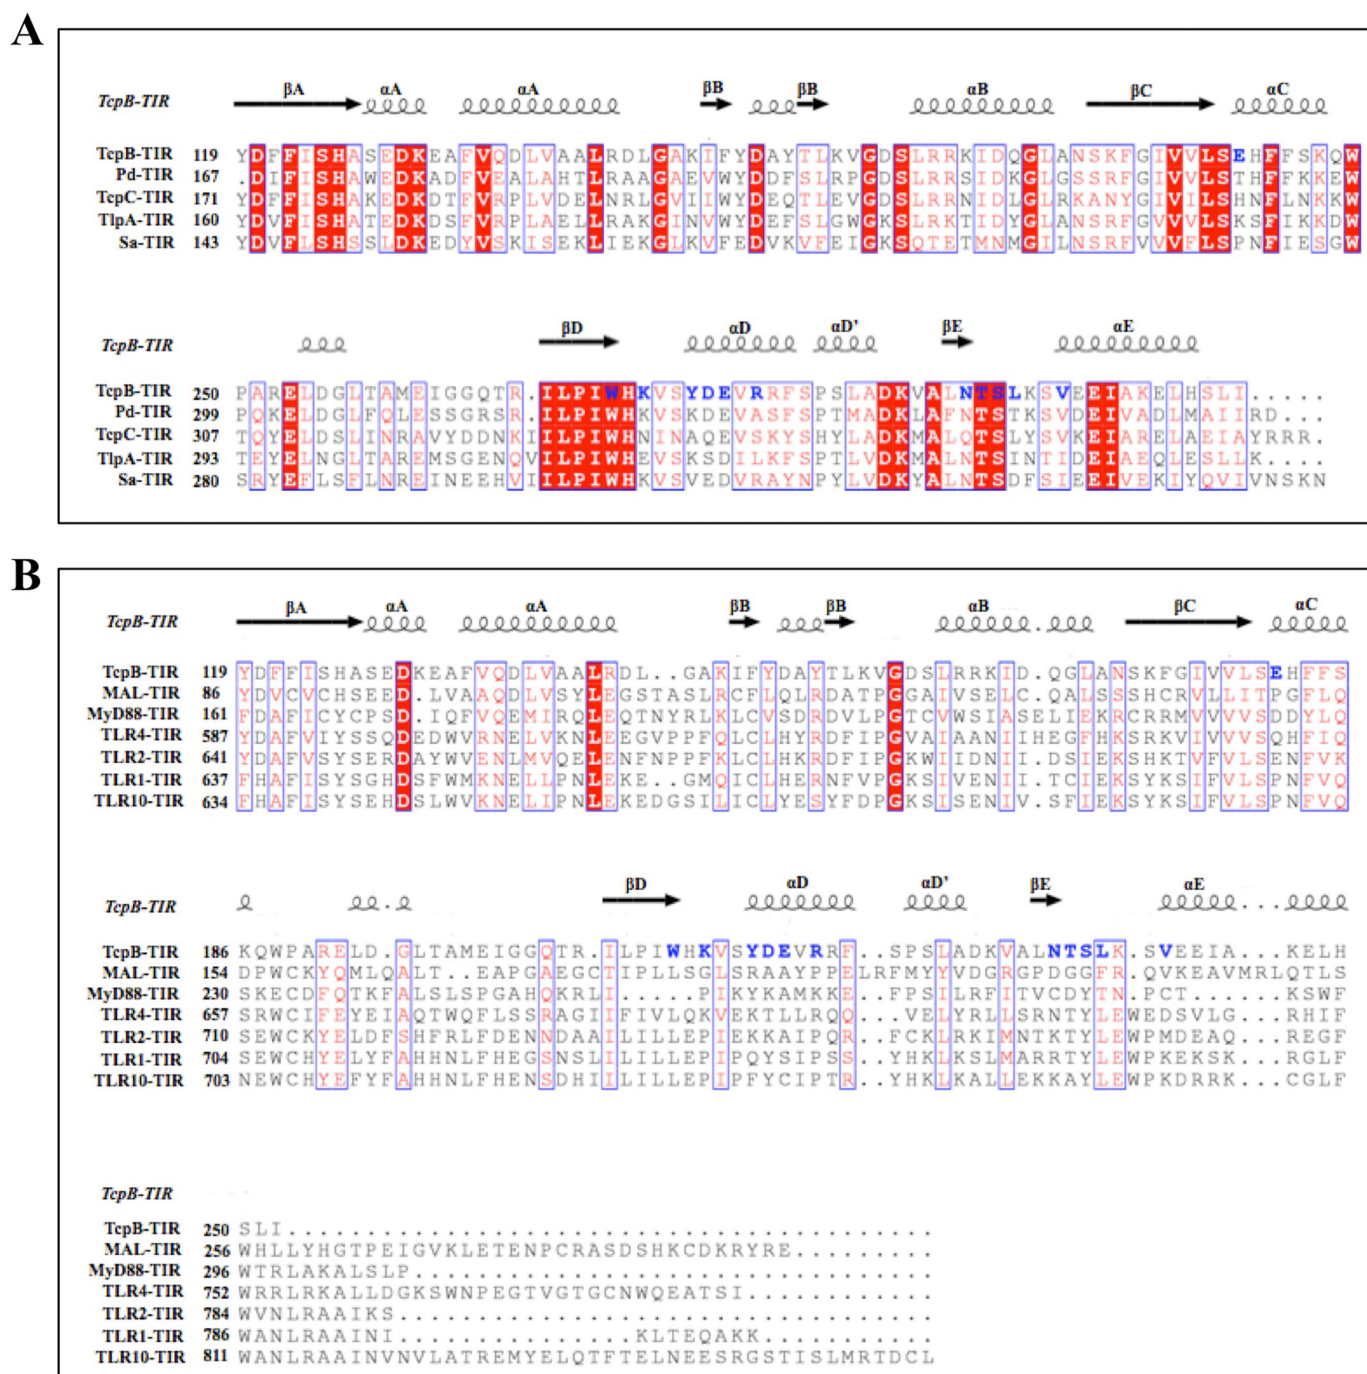 A
βA αA αA βB βB αB βC αC
TcpB-TIR
TcpB-TIR 119 YDFFISHASEDKEAFVQDLVAALRDLGAKIFYDAYTLKVGDSLRRKIDQGLANSKFGIVVLSEHFFSKQW
Pd-TIR 167 .DIFISHAWEDKADFVEALAHTLRAAGAEVWYDDFSLRPGDSLRRSIDKGLGSSRFGIVVLSTHFFKKEW
TcpC-TIR 171 YDFFISHAKEDKDTFVRPLVDELNRLGVIIWYDEQTLEVGDSLRRNIDLGLRKANYGIVVLSHNFLNKKW
TlpA-TIR 160 YDVFISHATEDKDSFVRPLAELLRAKGINVWYDEFSLGWGKSLRKTIDYGLANSRFGVVVLSKSFIKKDW
Sa-TIR 143 YDVFLSHSSLDKEDYVSKISEKLIEKGLKVFEDVKVFEIGKSQTETMNMGILNSRFVVVFLSPNFIESGW
βD αD αD' βE αE
TcpB-TIR
TcpB-TIR 250 PARELDGLTAMEIGGQTR.ILPIWHKVSYDEVRRFSPSLADKVALNTSLKSVEEIAKELHSLI.....
Pd-TIR 299 PQKELDGLFQLESSGRSR.ILPIWHKVSKDEVASFSPTMADKLAFNTSTKSVDEIVADLMAIIRD...
TcpC-TIR 307 TQYELDSLINRAVYDDNKIILPIWHNINAQEVSKYSHYLADKMALQTSLYSVKEIARELAEIAYRRR.
TlpA-TIR 293 TEYELNGLTAREMSGENQVILPIWHEVSKSDILKFSPTLVDKMALNTSINTIDEIAEQLESLLK....
Sa-TIR 280 SRYEFLSFLNREINEEHVIILPIWHKVSVEDVRAYNPYLVDKYALNTSDFSIEEIVEKIYQVIVNSKN
B
βA αA αA βB βB αB βC αC
TcpB-TIR
TcpB-TIR 119 YDFFISHASEDKEAFVQDLVAALRDL..GAKIFYDAYTLKVGDSLRRKID.QGLANSKFGIVVLSEHFFS
MAL-TIR 86 YDVCVCHSEED.LVAAQDLVSYLEGSTASLRCFLQLRDATPGGAIVSELC.QALSSSHCRVLLITPGFLQ
MyD88-TIR 161 FDAFICYCPSD.IQFVQEMIRQLEQTNYRLKLCVSDRDVLPGTCVWSIASELIEKRCRRMVVVVSDDYLQ
TLR4-TIR 587 YDAFVIYSSQDEDWVRNELVKNLEEGVPPFQLCLHYRDFIPGVAIAANIIHEGFHKSRKVIVVVSQHFIQ
TLR2-TIR 641 YDAFVSYSERDAYWVENLMVQELENFNPPFKLCLHKRDFIPGKWIIDNII.DSIEKSHKTVFVLSENFVK
TLR1-TIR 637 FHAFISYSGHDSFWMKNELLPNLEKE..GMQICLHERNFVPGKSIVENII.TCIEKSYKSIFVLSPNFVQ
TLR10-TIR 634 FHAFISYSEHDSLWVKNELIPNLEKEDGSILICLYESYFDPGKSISENIV.SFIEKSYKSIFVLSPNFVQ
βD αD αD' βE αE
TcpB-TIR
TcpB-TIR 186 KQWPARELD.GLTAMEIGGQTR.ILPIWHKVSYDEVRRF..SPSLADKVALNTSLK.SVEEIA...KELH
MAL-TIR 154 DPWCKYQMLQALT..EAPGAEGCTIPLLSGLSRAAYPPELRFMYYVDGRGPDGGFR.QVKEAVMRLQTLS
MyD88-TIR 230 SKECDFQTKFALSLSPGAHQKRLI.....PIKYKAMKKE..FPSILRFITVCDYTN.PCT......KSWF
TLR4-TIR 657 SRWCIFEYEIAQTWQFLSSRAGIIFIVLQKVEKTLLRQQ...VELYRLLSRNTYLEWEDSVLG...RHIF
TLR2-TIR 710 SEWCKYELDFSHFRLFDENNDAAILILLEPIEKKAIPQR..FCKLRKIMNTKTYLEWPMDEAQ...REGF
TLR1-TIR 704 SEWCHYELYFAHHNLFHEGSNSLILILLEPIPQYSIPSS..YHKLKSLMARRTYLEWPKEKSK...RGLF
TLR10-TIR 703 NEWCHYEFYFAHHNLFHENSDHIILILLEPIPFYCIPTR..YHKLKALLEKKAYLEWPKDRRK...CGLF
TcpB-TIR
TcpB-TIR 250 SLI.........................................
MAL-TIR 256 WHLLYHGTPEIGVKLETENPCRASDSHKCDKRYRE.........
MyD88-TIR 296 WTRLAKALSLP.................................
TLR4-TIR 752 WRRLRKALLDGKSWNPEGTVGTGCNWQEATSI............
TLR2-TIR 784 WVNLRAAIKS..................................
TLR1-TIR 786 WANLRAAINI...............KLTEQAKK...........
TLR10-TIR 811 WANLRAAINVNVLATREMYELQTFTELNEESRGSTISLMRTDCL